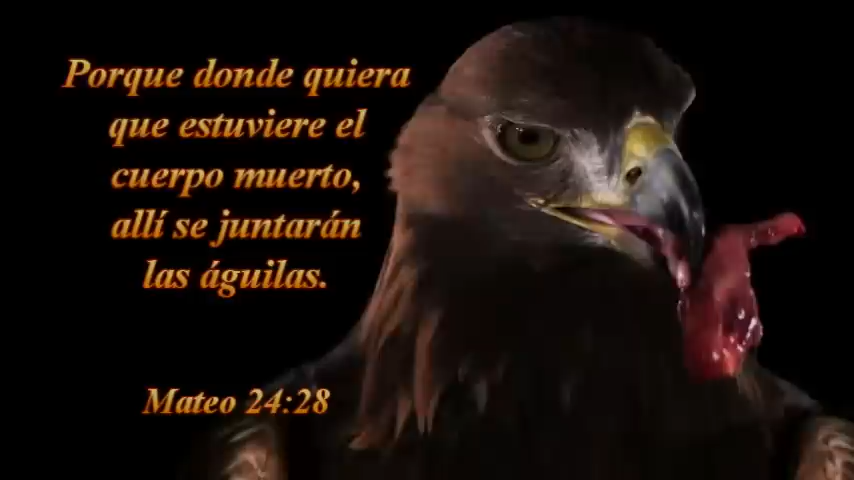 Porque donde quiera
que estuviere el
cuerpo muerto,
allí se juntarán
las águilas.
Mateo 24:28